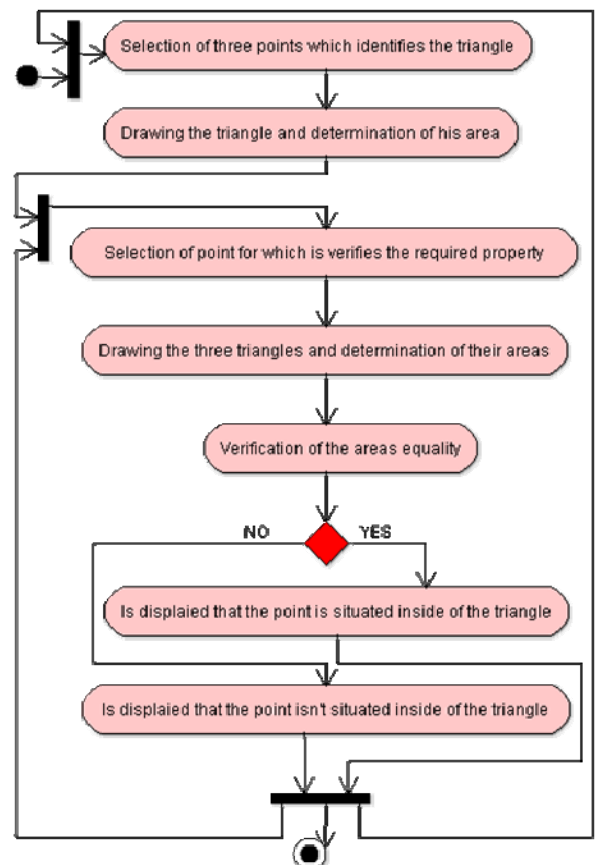 Selection of three points which identifies the triangle
Drawing the triangle and determination of his area
Selection of point for which is verifies the required property
Drawing the three triangles and determination of their areas
Verification of the areas equality
NO YES
Is displaied that the point is situated inside of the triangle
Is displaied that the point isn't situated inside of the triangle